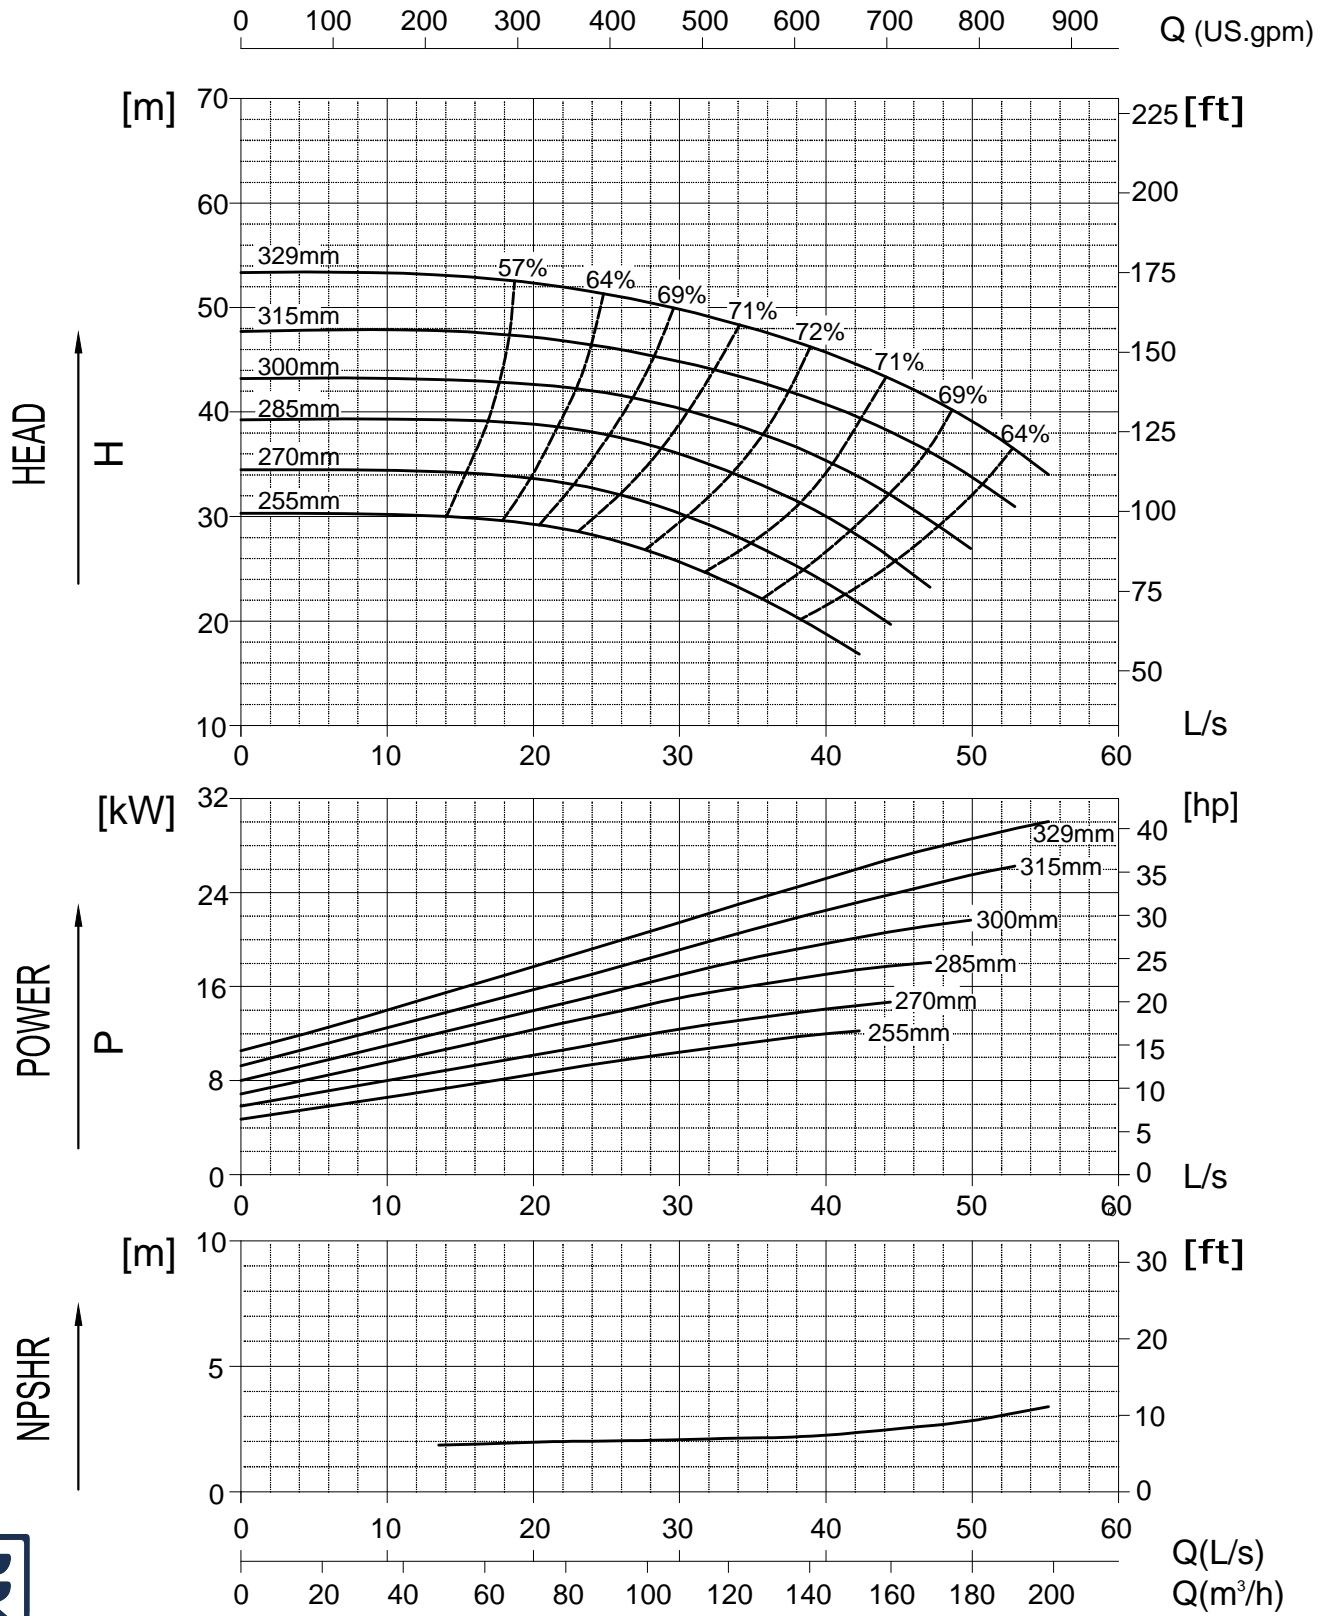 0 100 200 300 400 500 600 700 800 900 Q (US.gpm)
[m] 70 225 [ft]
200
60
329mm 57% 175
64%
69%
50 71%
315mm 72% 150
300mm 71%
69%
40 285mm 125
64%
270mm
255mm
30 100
75
20
50
10 L/s
0 10 20 30 40 50 60
HEAD
H
[kW] 32 [hp]
40
329mm
315mm 35
24
30
300mm
285mm 25
16 270mm 20
255mm 15
8 10
5
0 0 L/s
0 10 20 30 40 50 60
POWER
P
[m] 10 [ft]
30
20
5
10
0 0
NPSHR
0 10 20 30 40 50 60
Q(L/s)
0 20 40 60 80 100 120 140 160 180 200 Q(m³/h)